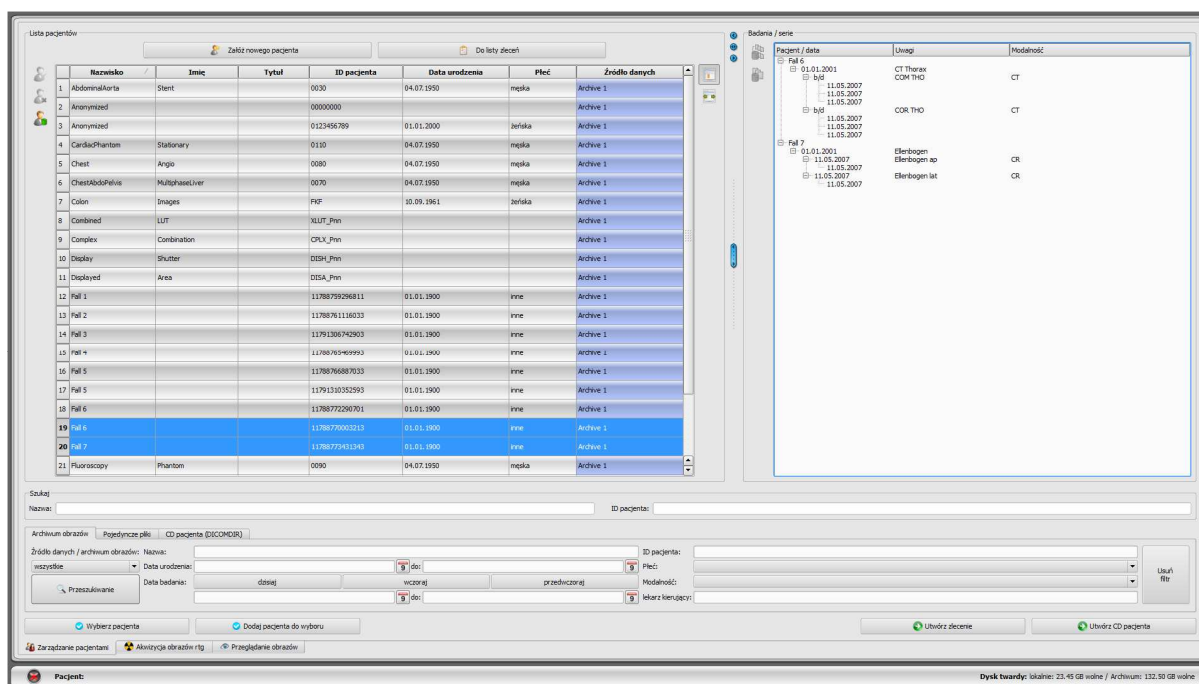 Lista pacjentów
Załóż nowego pacjenta Do listy zleceń
Nazwisko Imię Tytuł ID pacjenta Data urodzenia Płeć Źródło danych
1 AbdominalAorta Stent 0030 04.07.1950 męska Archive 1
2 Anonymized 00000000 Archive 1
3 Anonymized 0123456789 01.01.2000 żeńska Archive 1
4 CardiacPhantom Stationary 0110 04.07.1950 męska Archive 1
5 Chest Angio 0080 04.07.1950 męska Archive 1
6 ChestAbdoPelvis MultiphaseLiver 0070 04.07.1950 męska Archive 1
7 Colon Images FKF 10.09.1961 żeńska Archive 1
8 Combined LUT XLUT_Pnn Archive 1
9 Complex Combination CPLX_Pnn Archive 1
10 Display Shutter DISH_Pnn Archive 1
11 Displayed Area DISA_Pnn Archive 1
12 Fall 1 11788759296811 01.01.1900 inne Archive 1
13 Fall 2 11788761116033 01.01.1900 inne Archive 1
14 Fall 3 11791306742903 01.01.1900 inne Archive 1
15 Fall 4 11788765469993 01.01.1900 inne Archive 1
16 Fall 5 11788766887033 01.01.1900 inne Archive 1
17 Fall 5 11791310352593 01.01.1900 inne Archive 1
18 Fall 6 11788772290701 01.01.1900 inne Archive 1
19 Fall 6 11788770003213 01.01.1900 inne Archive 1
20 Fall 7 11788773431343 01.01.1900 inne Archive 1
21 Fluoroscopy Phantom 0090 04.07.1950 męska Archive 1
Badania / serie
Pacjent / data Uwagi Modalność
Fall 6
01.01.2001 CT Thorax
b/d COM THO CT
11.05.2007
11.05.2007
11.05.2007
b/d COR THO CT
11.05.2007
11.05.2007
11.05.2007
Fall 7
01.01.2001 Ellenbogen
11.05.2007 Ellenbogen ap CR
11.05.2007
11.05.2007 Ellenbogen lat CR
11.05.2007
Szukaj
Nazwa: ID pacjenta:
Archiwum obrazów Pojedyncze pliki CD pacjenta (DICOMDIR)
Źródło danych / archiwum obrazów: Nazwa: ID pacjenta:
wszystkie Data urodzenia: 9 do: 9 Płeć:
Przeszukiwanie Data badania: dzisiaj wczoraj przedwczoraj Modalność:
9 do: 9 lekarz kierujący:
Usuń
filtr
Wybierz pacjenta Dodaj pacjenta do wyboru Utwórz zlecenie Utwórz CD pacjenta
Zarządzanie pacjentami Akwizycja obrazów rtg Przeglądanie obrazów
Pacjent: Dysk twardy: lokalnie: 23.45 GB wolne / Archiwum: 132.50 GB wolne